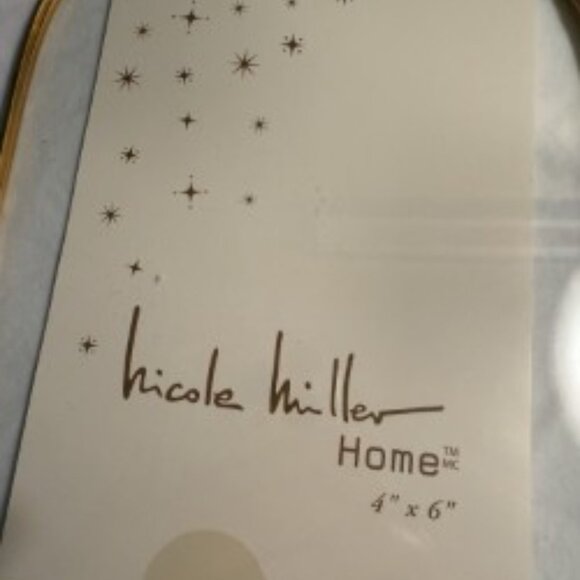 nicole miller
Home™ MC
4" x 6"